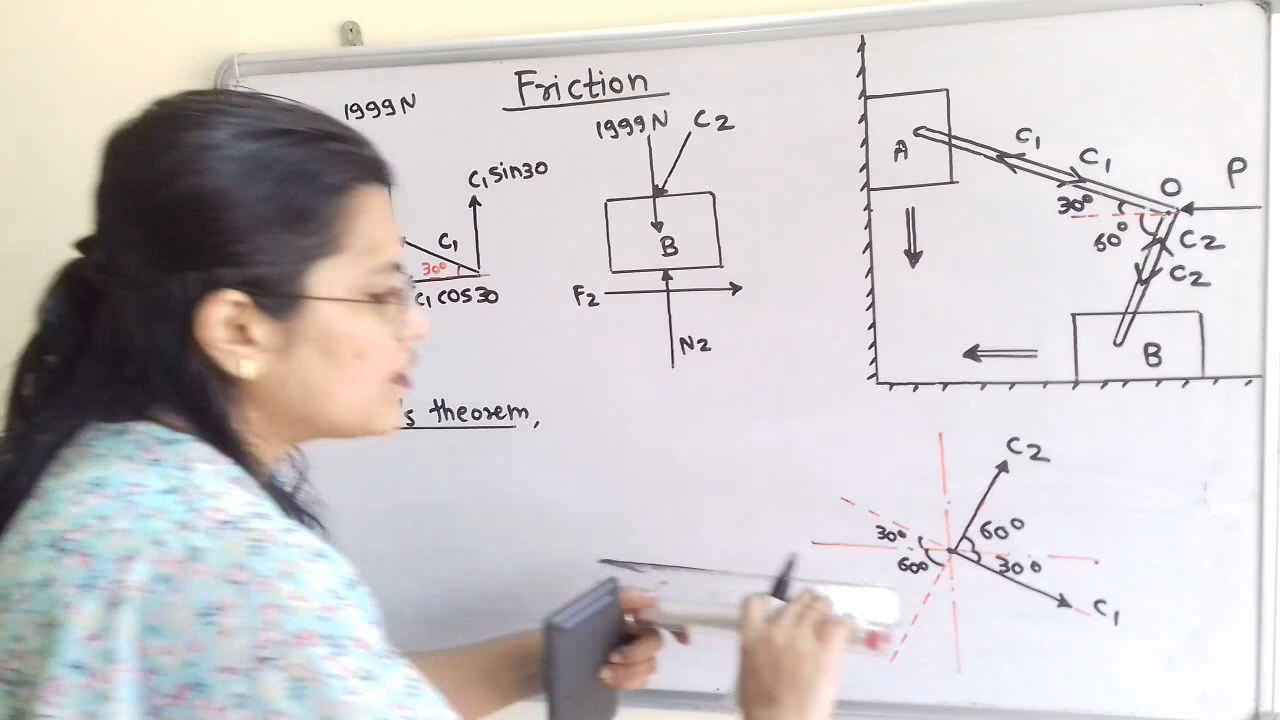 Friction
1999N
C1 sin30
C1
30°
C1 cos30
's theorem,
1999N
C2
B
F2
N2
A
C1
C1
30°
60°
O
P
C2
C2
B
C2
30°
60°
60°
30°
C1